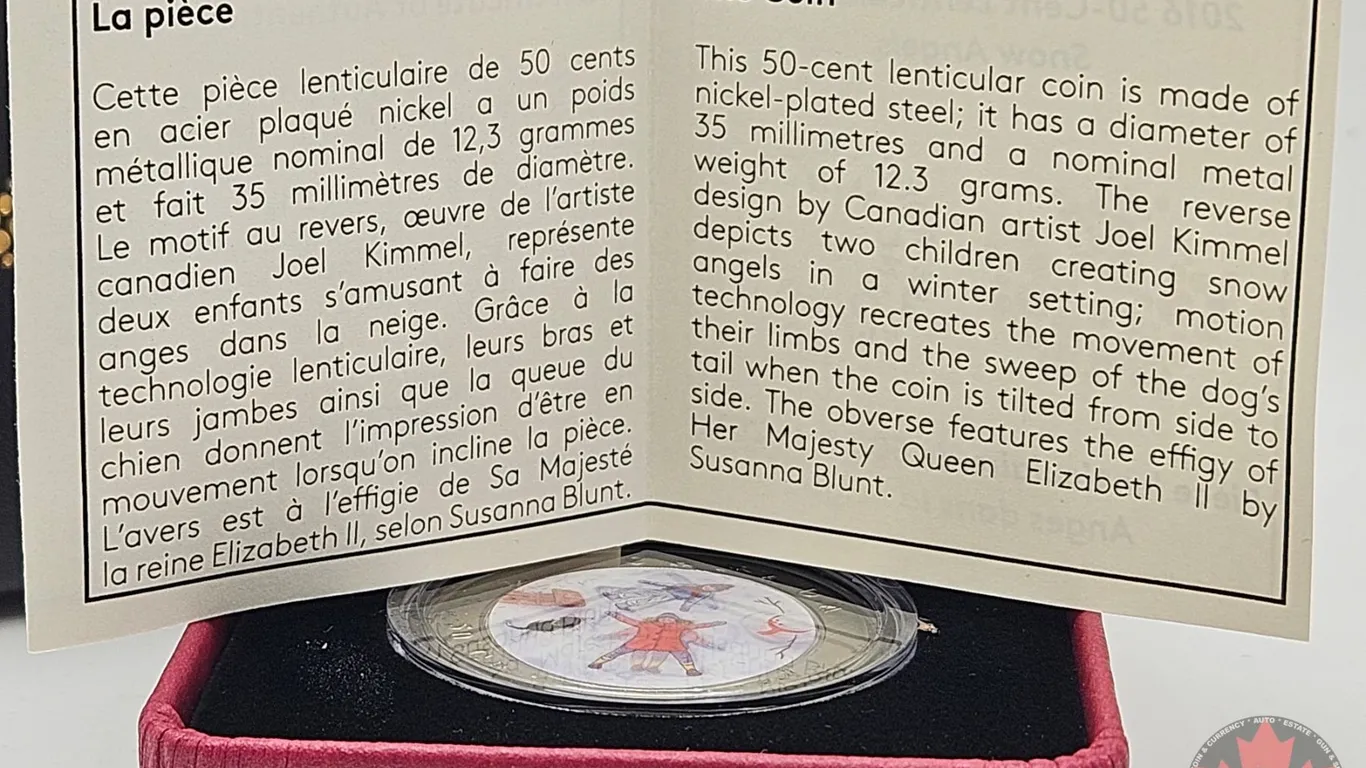 La pièce
Cette pièce lenticulaire de 50 cents
en acier plaqué nickel a un poids
métallique nominal de 12,3 grammes
et fait 35 millimètres de diamètre.
Le motif au revers, œuvre de l'artiste
canadien Joel Kimmel, représente
deux enfants s'amusant à faire des
anges dans la neige. Grâce à la
technologie lenticulaire, leurs bras et
leurs jambes ainsi que la queue du
chien donnent l'impression d'être en
mouvement lorsqu'on incline la pièce.
L'avers est à l'effigie de Sa Majesté
la reine Elizabeth II, selon Susanna Blunt.
Coin
This 50-cent lenticular coin is made of
nickel-plated steel; it has a diameter of
35 millimetres and a nominal metal
weight of 12.3 grams. The reverse
design by Canadian artist Joel Kimmel
depicts two children creating snow
angels in a winter setting; motion
technology recreates the movement of
their limbs and the sweep of the dog's
tail when the coin is tilted from side to
side. The obverse features the effigy of
Her Majesty Queen Elizabeth II by
Susanna Blunt.
COIN & CURRENCY · AUTO · ESTATE · GUN &